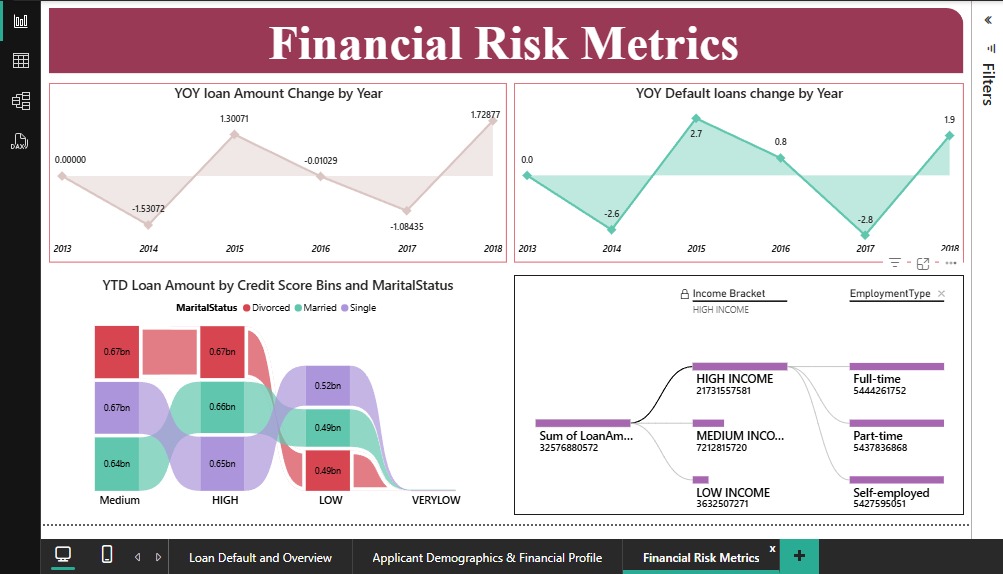 Financial Risk Metrics
Filters
DAX
YOY loan Amount Change by Year
0.00000
-1.53072
1.30071
-0.01029
-1.08435
1.72877
2013
2014
2015
2016
2017
2018
YOY Default loans change by Year
0.0
-2.6
2.7
0.8
-2.8
1.9
2013
2014
2015
2016
2017
2018
YTD Loan Amount by Credit Score Bins and MaritalStatus
MaritalStatus Divorced Married Single
0.67bn
0.67bn
0.64bn
0.67bn
0.66bn
0.65bn
0.52bn
0.49bn
0.49bn
Medium
HIGH
LOW
VERYLOW
Income Bracket
HIGH INCOME
EmploymentType
Sum of LoanAm...
32576880572
HIGH INCOME
21731557581
MEDIUM INCO...
7212815720
LOW INCOME
3632507271
Full-time
5444261752
Part-time
5437836868
Self-employed
5427595051
Loan Default and Overview
Applicant Demographics & Financial Profile
Financial Risk Metrics